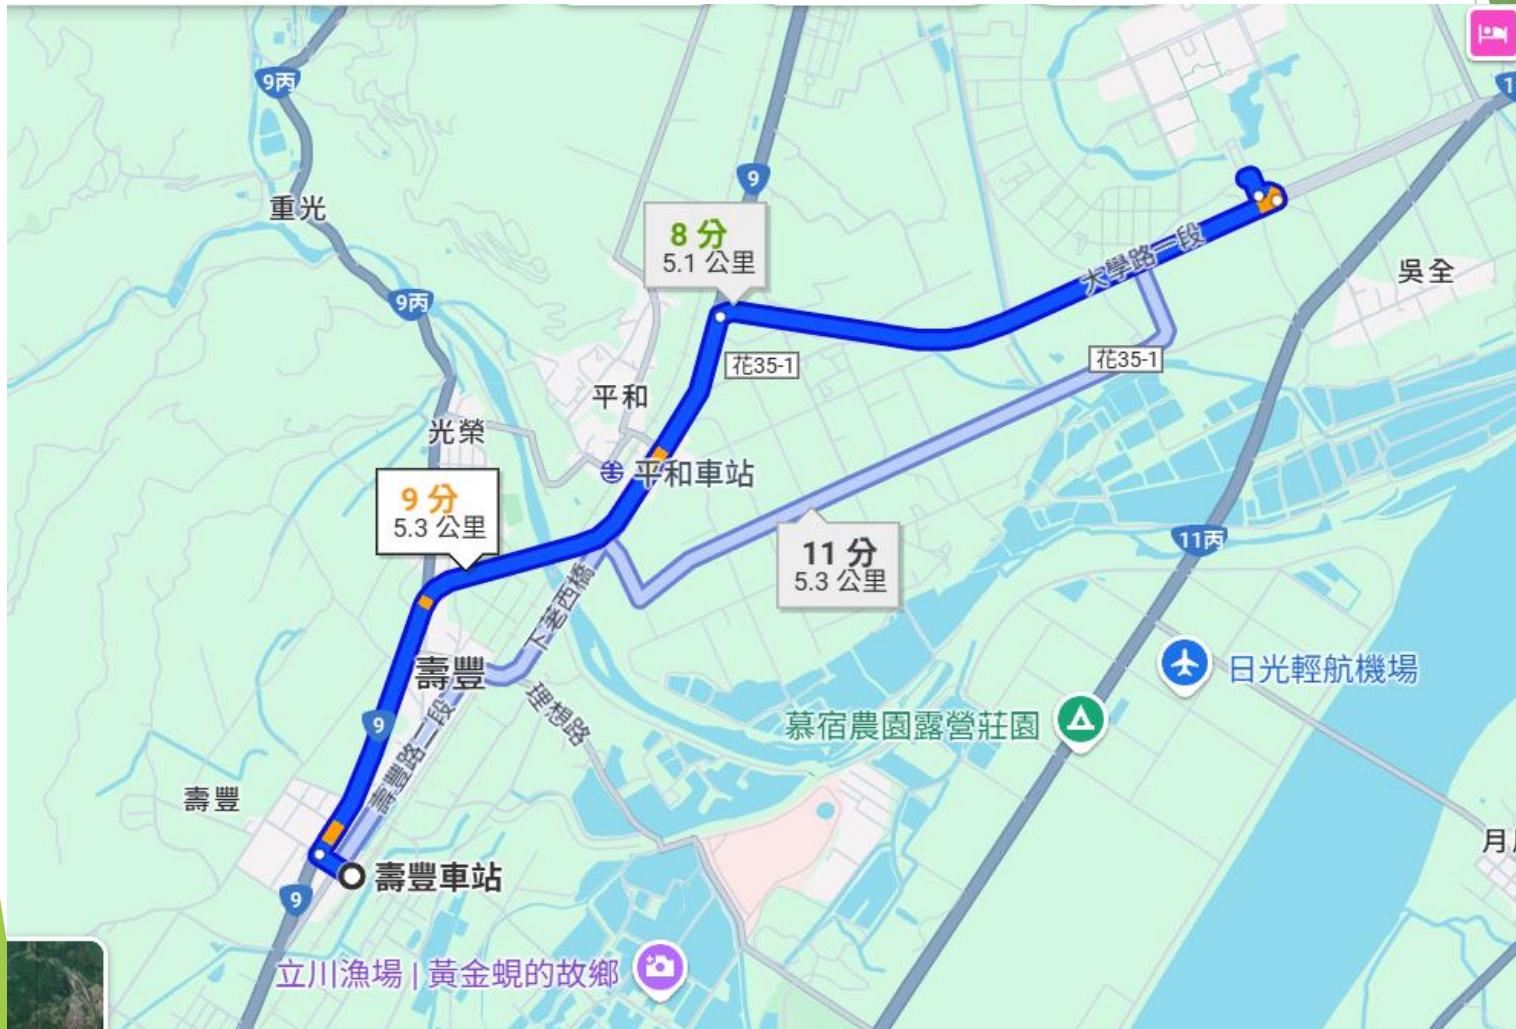 9丙
1
9
重光
8 分
5.1 公里
大學路一段
吳全
9丙
花35-1
花35-1
平和
光榮
平和車站
9 分
5.3 公里
11 分
5.3 公里
11丙
下荖西橋
壽豐
理想路
日光輕航機場
慕宿農園露營莊園
9
壽豐路二段
壽豐
月
壽豐車站
9
立川漁場 | 黃金蜆的故鄉